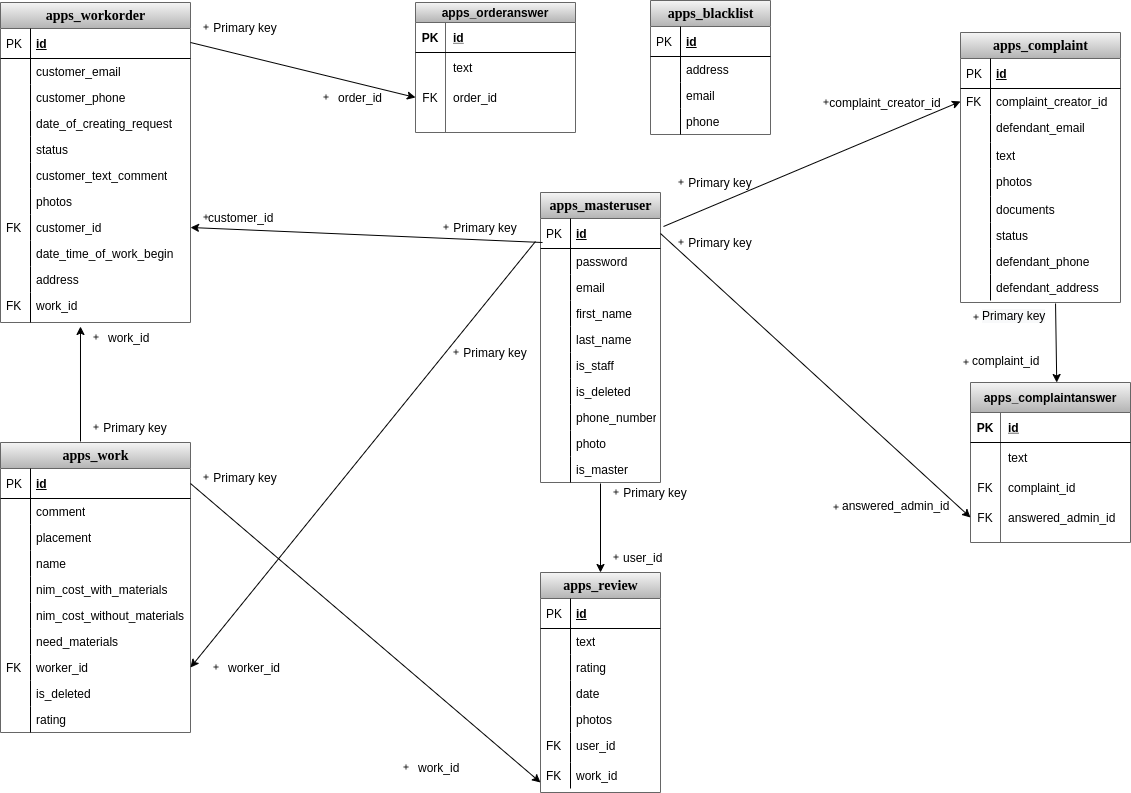 apps_workorder
PK id
customer_email
customer_phone
date_of_creating_request
status
customer_text_comment
photos
FK customer_id
date_time_of_work_begin
address
FK work_id
+ Primary key
+ order_id
apps_orderanswer
PK id
text
FK order_id
apps_blacklist
PK id
address
email
phone
apps_complaint
PK id
FK complaint_creator_id
defendant_email
text
photos
documents
status
defendant_phone
defendant_address
+complaint_creator_id
+ Primary key
+customer_id
+ Primary key
apps_masteruser
PK id
password
email
first_name
last_name
is_staff
is_deleted
phone_number
photo
is_master
+ Primary key
+ Primary key
+ Primary key
+ complaint_id
+ work_id
+ Primary key
apps_complaintanswer
PK id
text
FK complaint_id
FK answered_admin_id
+ answered_admin_id
apps_work
PK id
comment
placement
name
nim_cost_with_materials
nim_cost_without_materials
need_materials
FK worker_id
is_deleted
rating
+ Primary key
+ worker_id
+ work_id
+ Primary key
+ user_id
apps_review
PK id
text
rating
date
photos
FK user_id
FK work_id